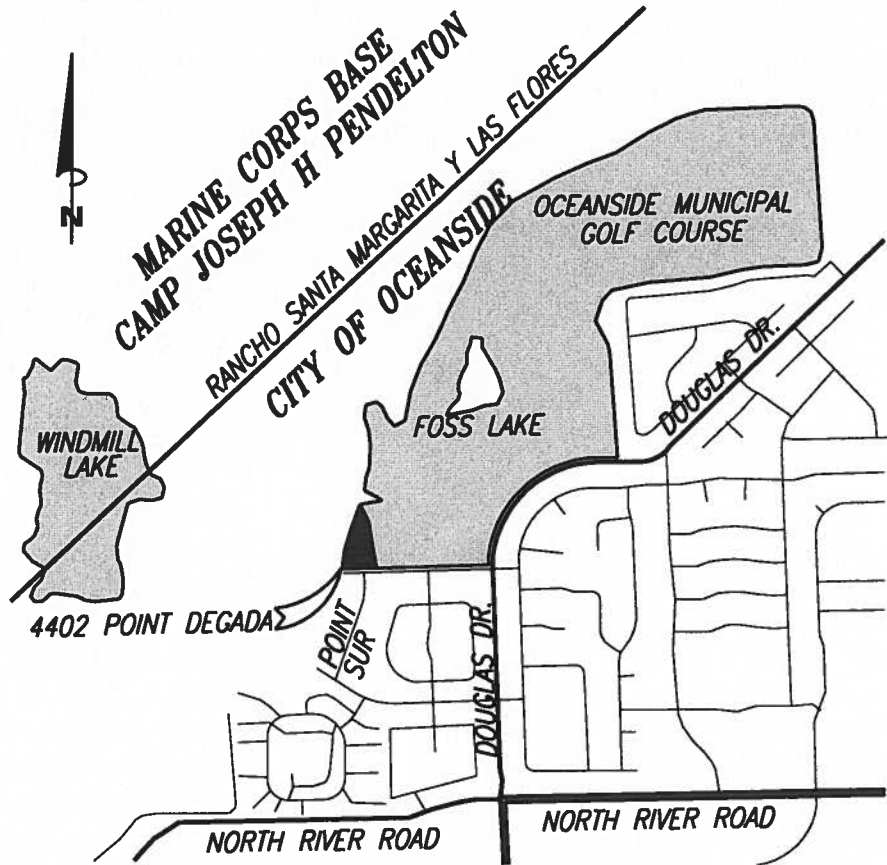 MARINE CORPS BASE
CAMP JOSEPH H PENDELTON
RANCHO SANTA MARGARITA Y LAS FLORES
CITY OF OCEANSIDE
N
OCEANSIDE MUNICIPAL
GOLF COURSE
DOUGLAS DR.
WINDMILL
LAKE
FOSS LAKE
4402 POINT DEGADA
POINT
SUR
DOUGLAS DR.
NORTH RIVER ROAD
NORTH RIVER ROAD